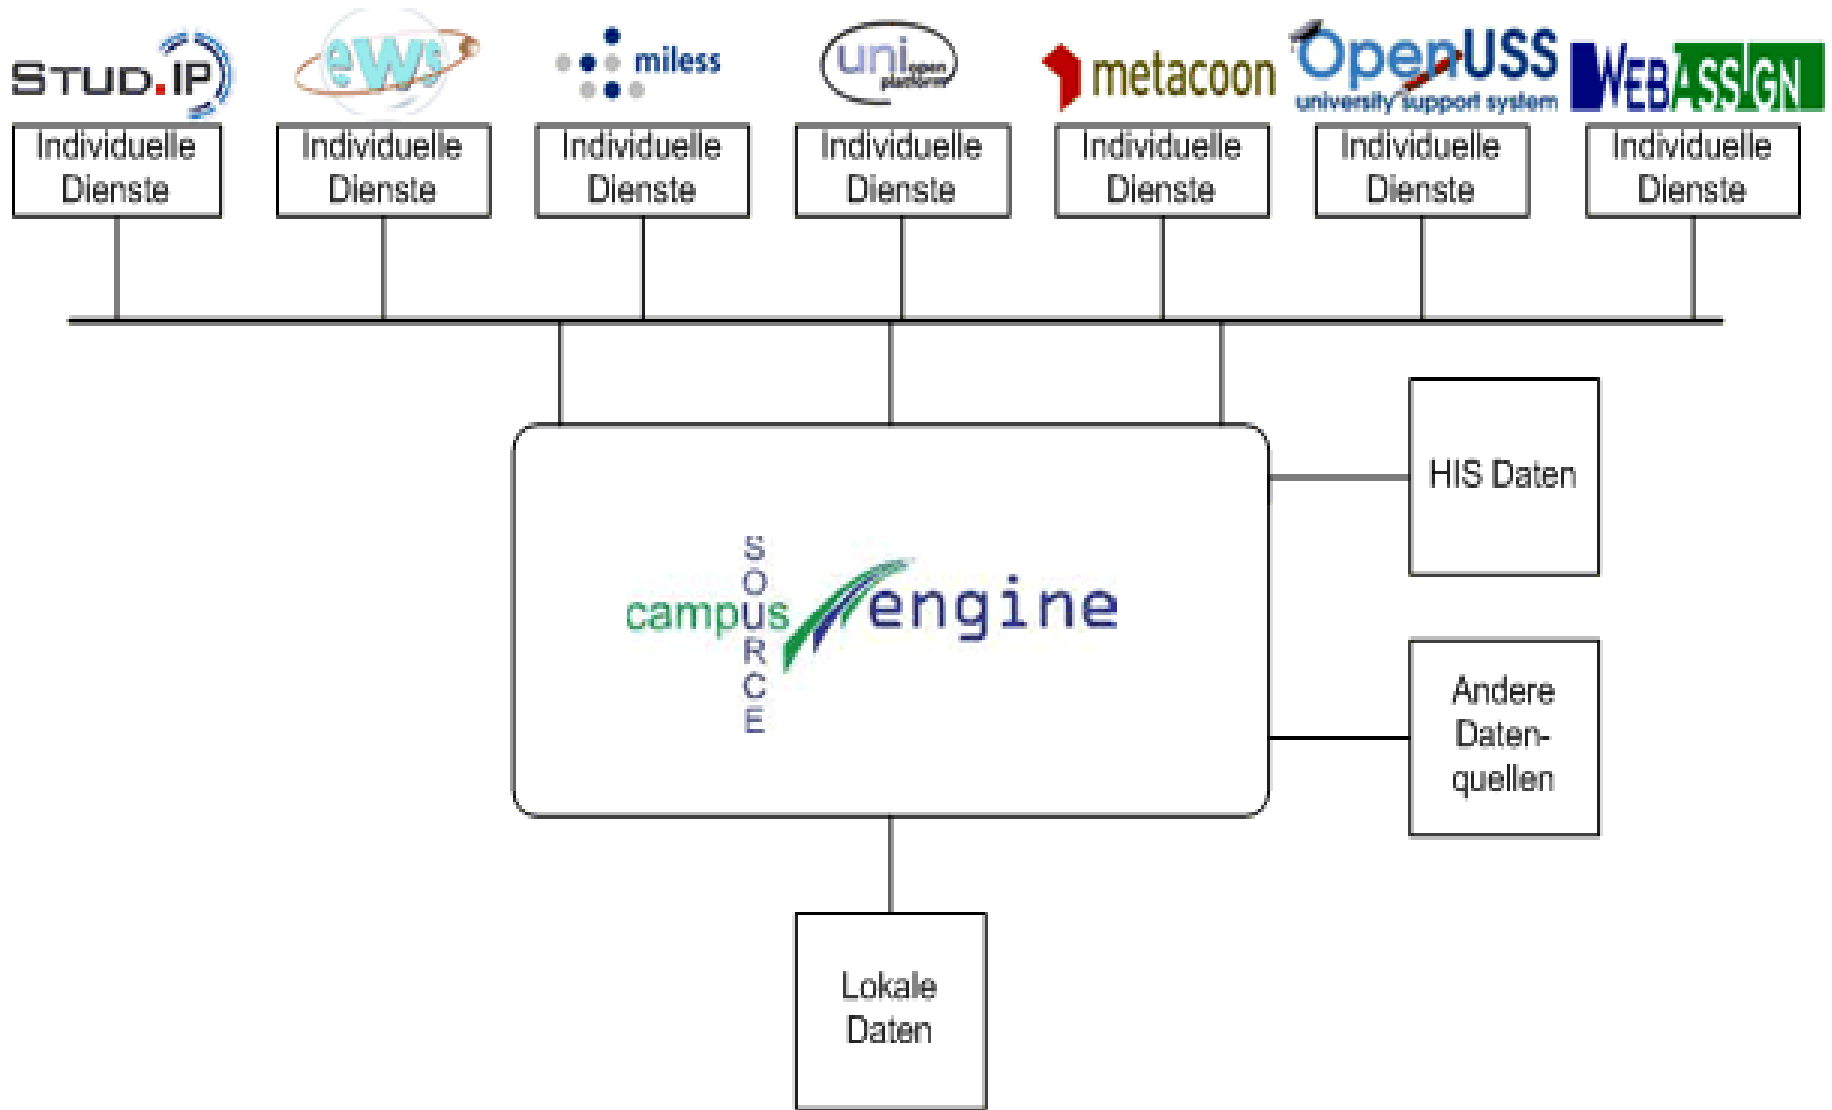 STUD.IP
ews
miless
uni open
platform
metacoon
OpenUSS
university support system
WEBASSIGN
Individuelle
Dienste
Individuelle
Dienste
Individuelle
Dienste
Individuelle
Dienste
Individuelle
Dienste
Individuelle
Dienste
Individuelle
Dienste
HIS Daten
campus
SOURCE
engine
Andere
Daten-
quellen
Lokale
Daten